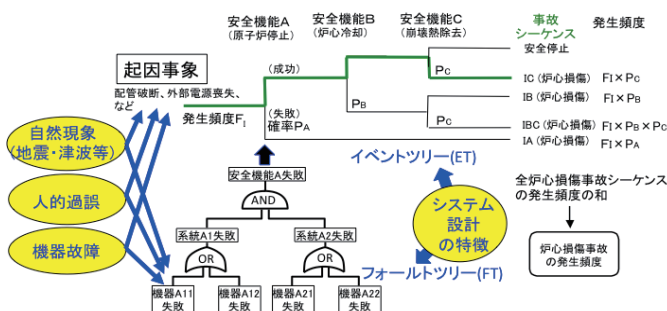 安全機能A
(原子炉停止)
安全機能B
(炉心冷却)
安全機能C
(崩壊熱除去)
事故
シーケンス
発生頻度
起因事象
配管破断、外部電源喪失、
など
発生頻度FI
(成功)
(失敗)
確率PA
PB
PC
PC
安全停止
IC (炉心損傷) FI×PC
IB (炉心損傷) FI×PB
IBC (炉心損傷) FI×PB×PC
IA (炉心損傷) FI×PA
自然現象
(地震・津波等)
人的過誤
機器故障
安全機能A失敗
AND
系統A1失敗
系統A2失敗
OR
OR
機器A11
失敗
機器A12
失敗
機器A21
失敗
機器A22
失敗
イベントツリー(ET)
システム
設計
の特徴
フォールトツリー(FT)
全炉心損傷事故シーケンス
の発生頻度の和
炉心損傷事故
の発生頻度